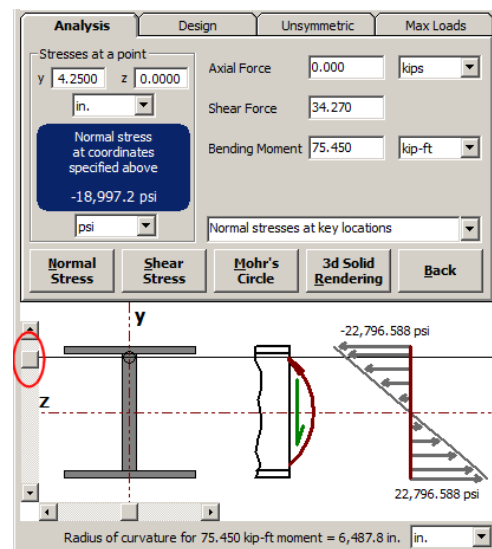 Analysis Design Unsymmetric Max Loads
Stresses at a point
y 4.2500 z 0.0000
in.
Normal stress
at coordinates
specified above
-18,997.2 psi
psi
Axial Force 0.000 kips
Shear Force 34.270
Bending Moment 75.450 kip-ft
Normal stresses at key locations
Normal Stress
Shear Stress
Mohr's Circle
3d Solid Rendering
Back
y
-22,796.588 psi
z
22,796.588 psi
Radius of curvature for 75.450 kip-ft moment = 6,487.8 in. in.